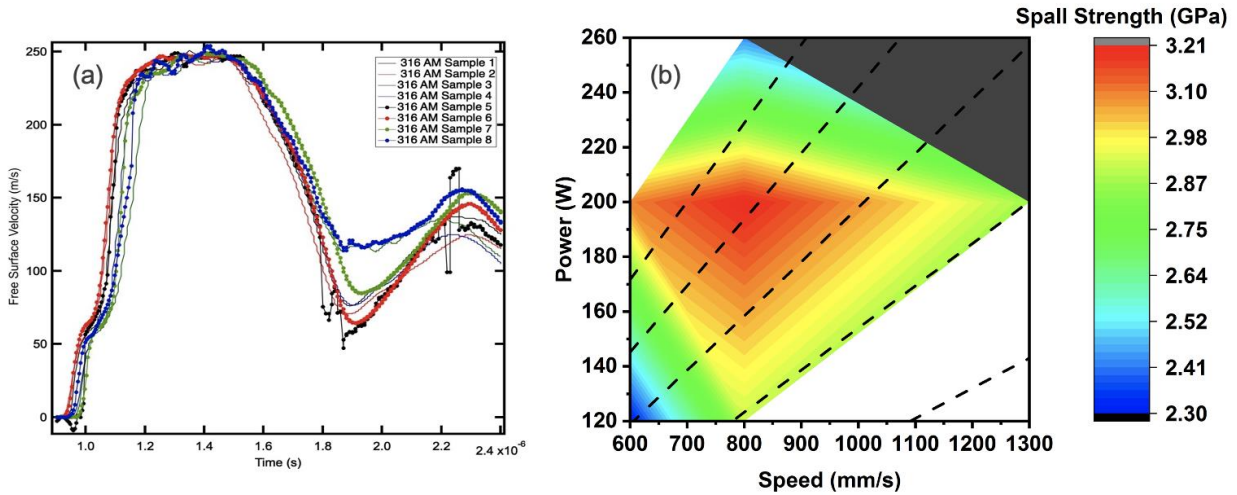 (a)
250
200
150
100
50
0
Free Surface Velocity (m/s)
316 AM Sample 1
316 AM Sample 2
316 AM Sample 3
316 AM Sample 4
316 AM Sample 5
316 AM Sample 6
316 AM Sample 7
316 AM Sample 8
1.0 1.2 1.4 1.6 1.8 2.0 2.2 2.4 x10⁻⁶
Time (s)
(b)
260
240
220
200
180
160
140
120
Power (W)
600 700 800 900 1000 1100 1200 1300
Speed (mm/s)
Spall Strength (GPa)
3.21
3.10
2.98
2.87
2.75
2.64
2.52
2.41
2.30